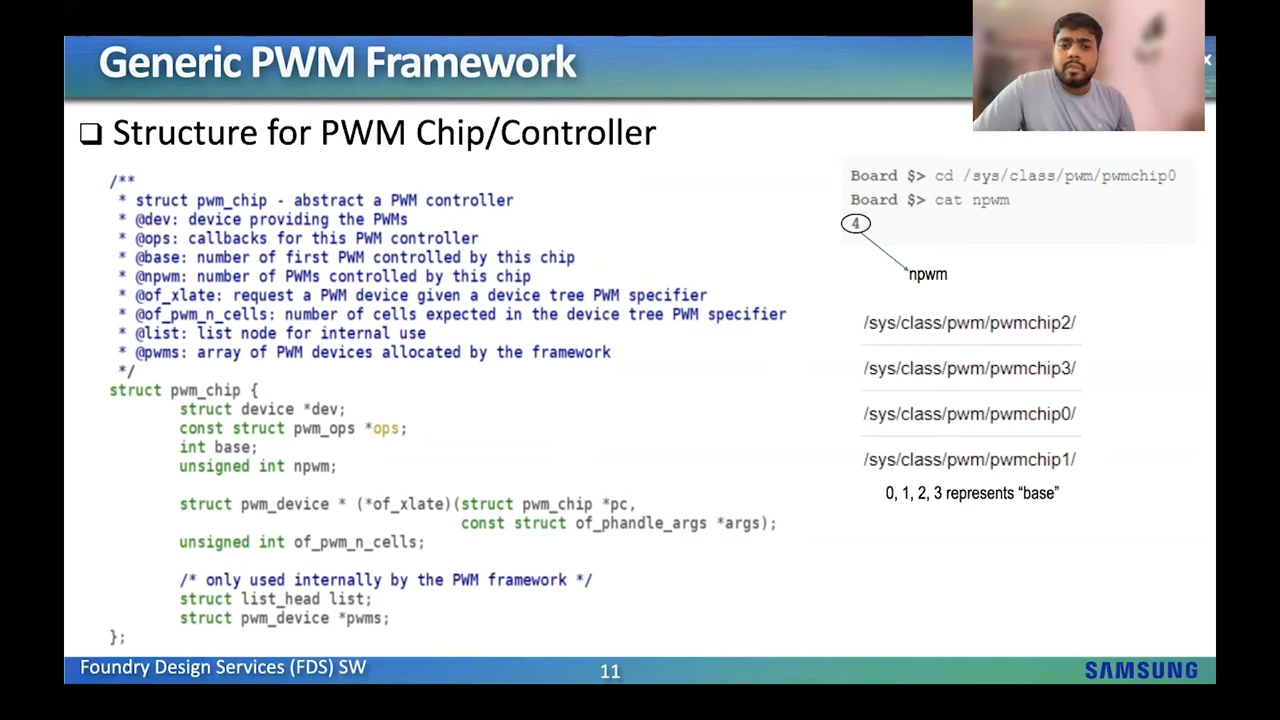 Generic PWM Framework
x
❑ Structure for PWM Chip/Controller
/**
* struct pwm_chip - abstract a PWM controller
* @dev: device providing the PWMs
* @ops: callbacks for this PWM controller
* @base: number of first PWM controlled by this chip
* @npwm: number of PWMs controlled by this chip
* @of_xlate: request a PWM device given a device tree PWM specifier
* @of_pwm_n_cells: number of cells expected in the device tree PWM specifier
* @list: list node for internal use
* @pwms: array of PWM devices allocated by the framework
*/
struct pwm_chip {
struct device *dev;
const struct pwm_ops *ops;
int base;
unsigned int npwm;
struct pwm_device * (*of_xlate)(struct pwm_chip *pc,
const struct of_phandle_args *args);
unsigned int of_pwm_n_cells;
/* only used internally by the PWM framework */
struct list_head list;
struct pwm_device *pwms;
};
Board $> cd /sys/class/pwm/pwmchip0
Board $> cat npwm
4
npwm
/sys/class/pwm/pwmchip2/
/sys/class/pwm/pwmchip3/
/sys/class/pwm/pwmchip0/
/sys/class/pwm/pwmchip1/
0, 1, 2, 3 represents “base”
Foundry Design Services (FDS) SW
11
SAMSUNG